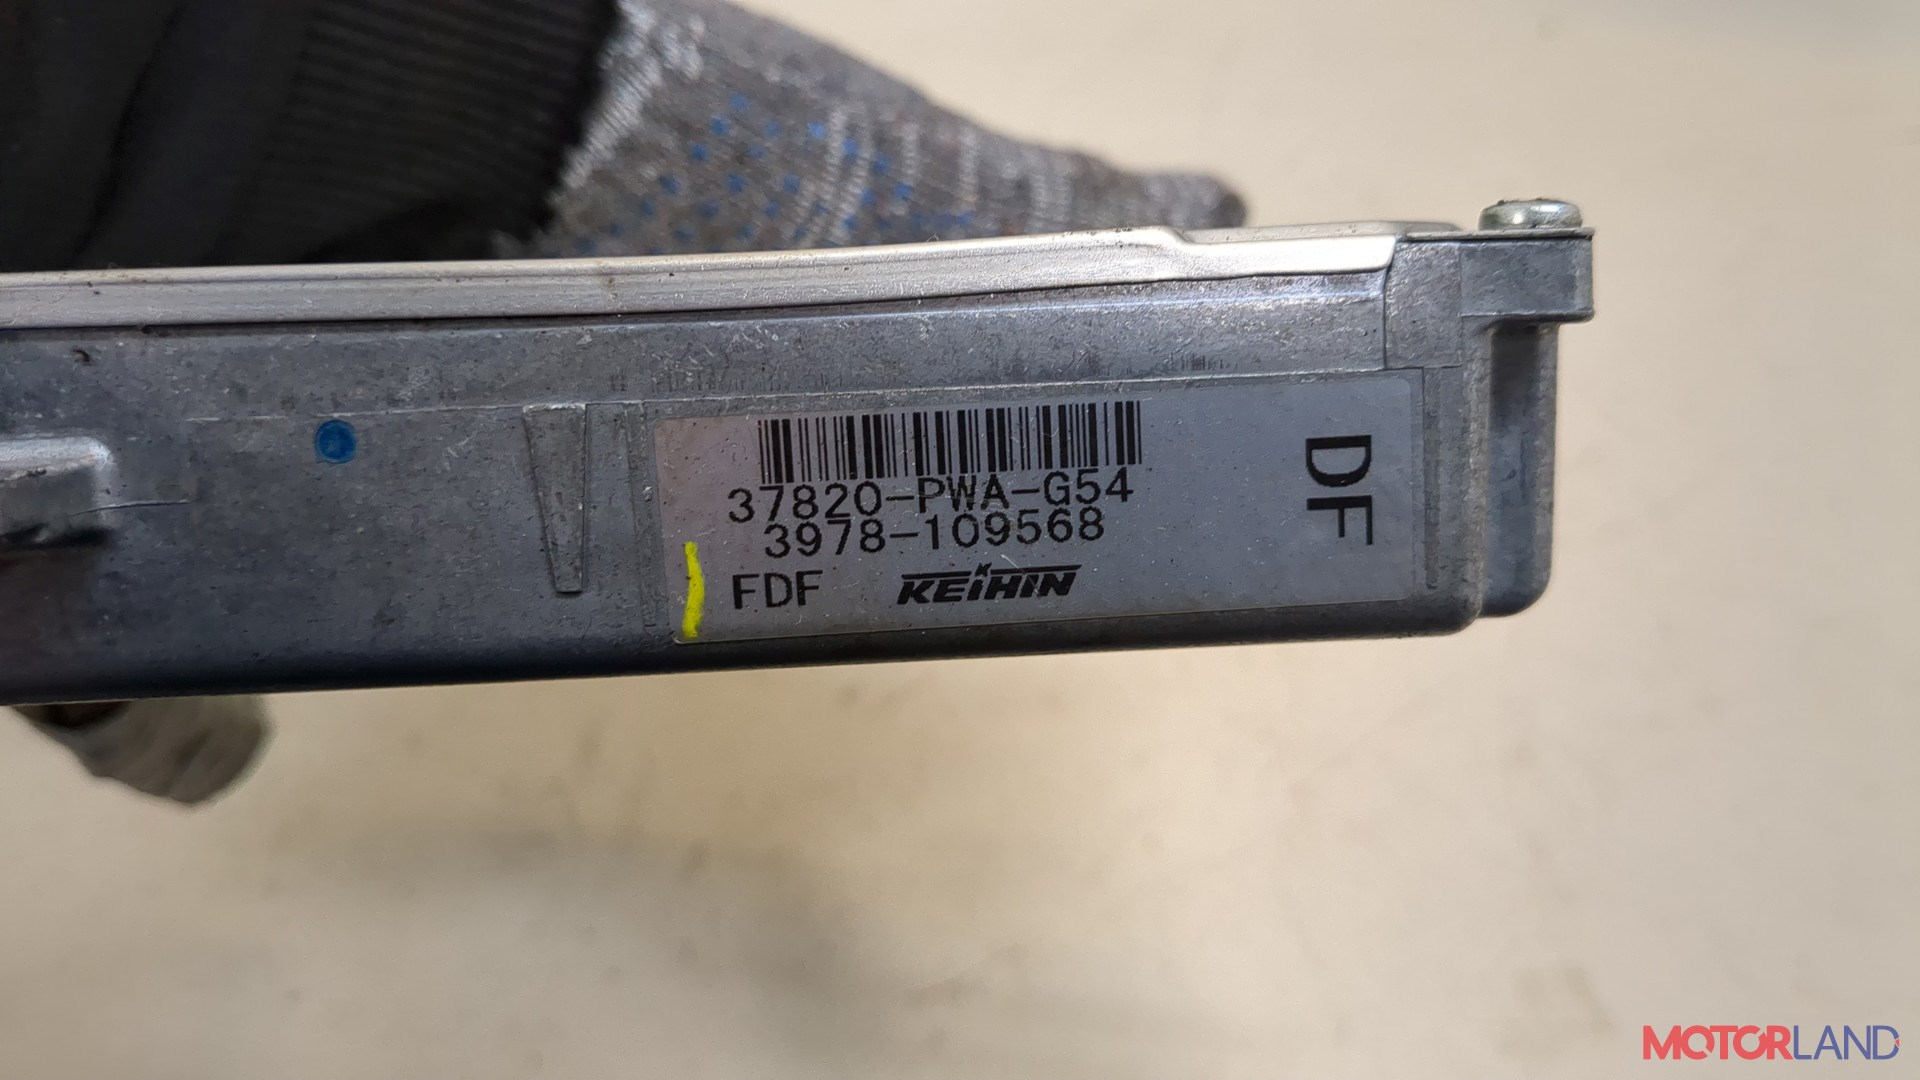 37820-PWA-G54
3978-109568
FDF KEIHIN
DF
MOTORLAND